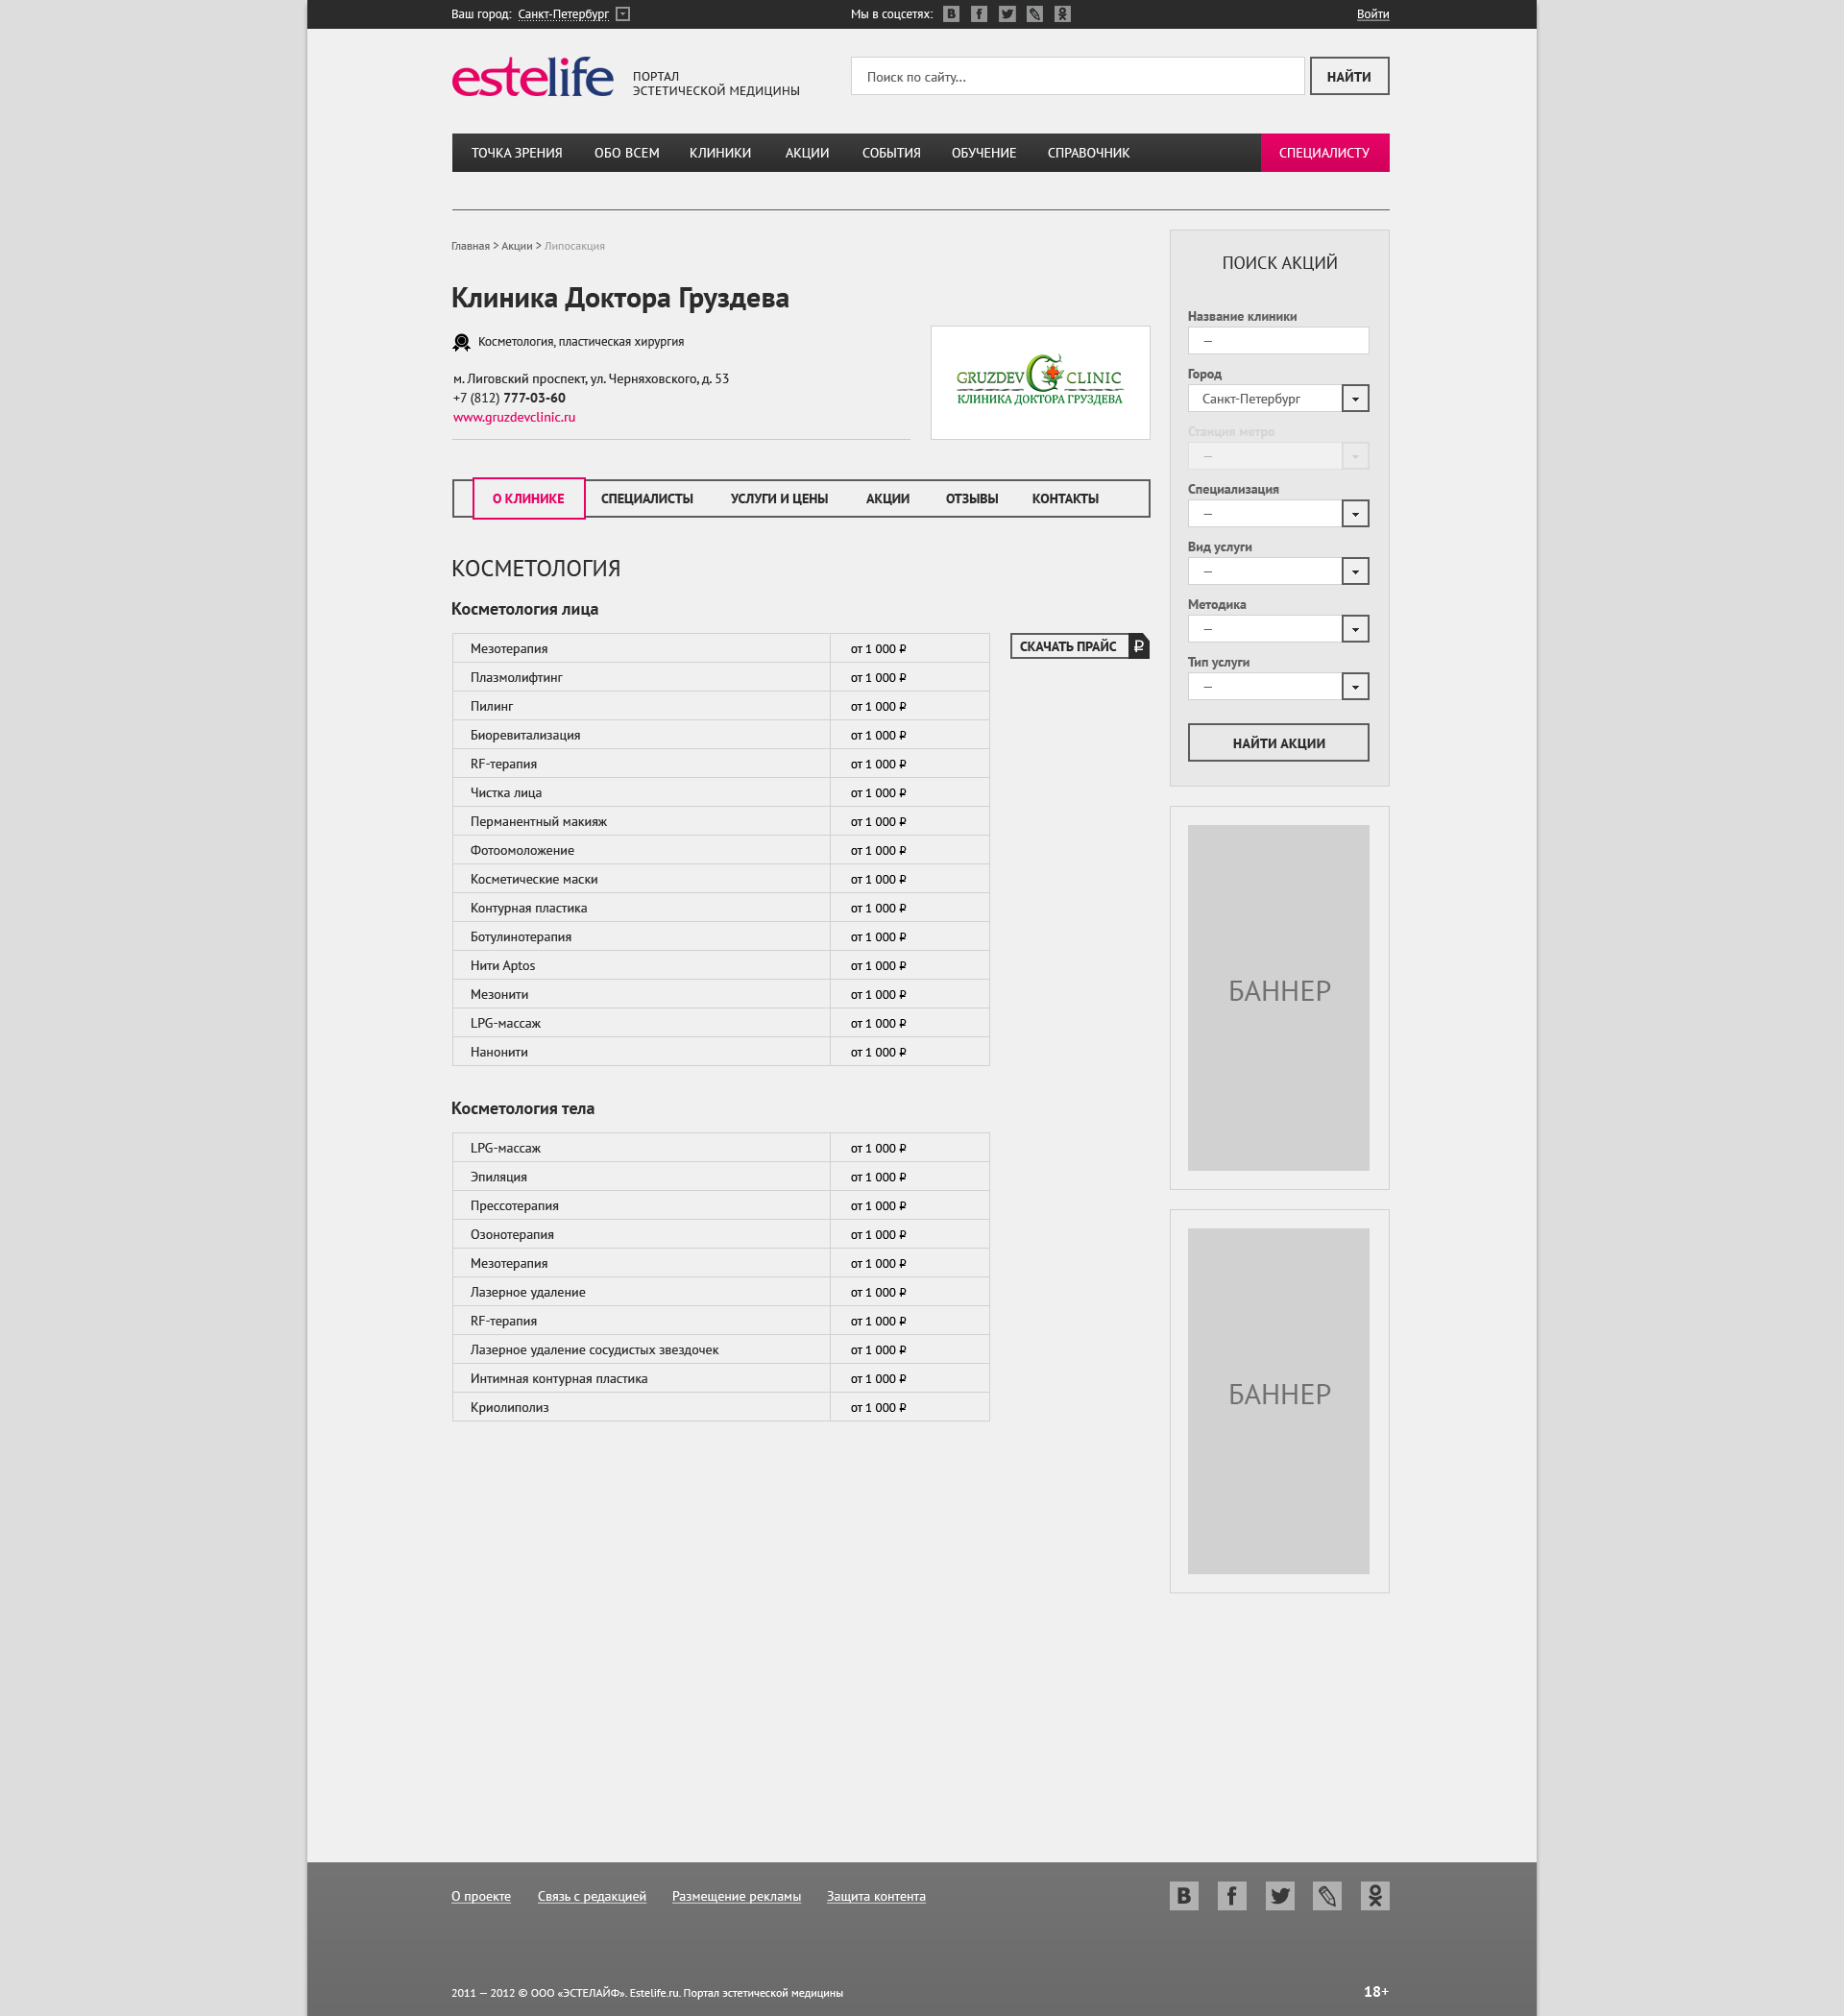 Ваш город: Санкт-Петербург
Мы в соцсетях:
Войти
estelife
ПОРТАЛ
ЭСТЕТИЧЕСКОЙ МЕДИЦИНЫ
Поиск по сайту...
НАЙТИ
ТОЧКА ЗРЕНИЯ ОБО ВСЕМ КЛИНИКИ АКЦИИ СОБЫТИЯ ОБУЧЕНИЕ СПРАВОЧНИК СПЕЦИАЛИСТУ
Главная > Акции > Липосакция
Клиника Доктора Груздева
Косметология, пластическая хирургия
м. Лиговский проспект, ул. Черняховского, д. 53
+7 (812) 777-03-60
www.gruzdevclinic.ru
GRUZDEV CLINIC
КЛИНИКА ДОКТОРА ГРУЗДЕВА
О КЛИНИКЕ СПЕЦИАЛИСТЫ УСЛУГИ И ЦЕНЫ АКЦИИ ОТЗЫВЫ КОНТАКТЫ
КОСМЕТОЛОГИЯ
Косметология лица
Мезотерапия от 1 000 ₽
Плазмолифтинг от 1 000 ₽
Пилинг от 1 000 ₽
Биоревитализация от 1 000 ₽
RF-терапия от 1 000 ₽
Чистка лица от 1 000 ₽
Перманентный макияж от 1 000 ₽
Фотоомоложение от 1 000 ₽
Косметические маски от 1 000 ₽
Контурная пластика от 1 000 ₽
Ботулинотерапия от 1 000 ₽
Нити Aptos от 1 000 ₽
Мезонити от 1 000 ₽
LPG-массаж от 1 000 ₽
Нанонити от 1 000 ₽
СКАЧАТЬ ПРАЙС ₽
Косметология тела
LPG-массаж от 1 000 ₽
Эпиляция от 1 000 ₽
Прессотерапия от 1 000 ₽
Озонотерапия от 1 000 ₽
Мезотерапия от 1 000 ₽
Лазерное удаление от 1 000 ₽
RF-терапия от 1 000 ₽
Лазерное удаление сосудистых звездочек от 1 000 ₽
Интимная контурная пластика от 1 000 ₽
Криолиполиз от 1 000 ₽
ПОИСК АКЦИЙ
Название клиники
—
Город
Санкт-Петербург
Станция метро
—
Специализация
—
Вид услуги
—
Методика
—
Тип услуги
—
НАЙТИ АКЦИИ
БАННЕР
БАННЕР
О проекте Связь с редакцией Размещение рекламы Защита контента
2011 — 2012 © ООО «ЭСТЕЛАЙФ». Estelife.ru. Портал эстетической медицины
18+